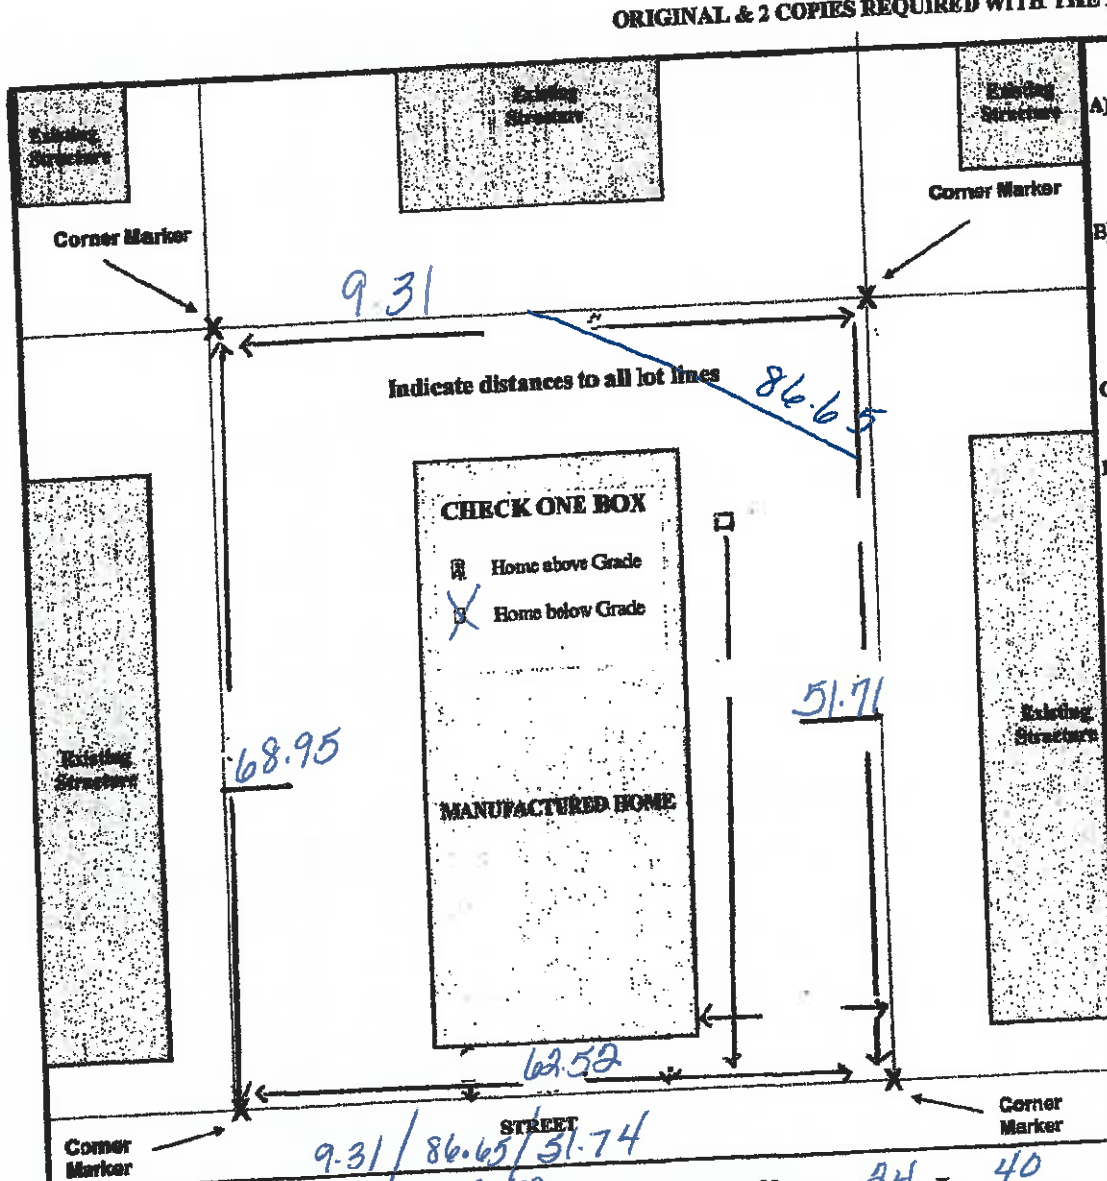 ORIGINAL & 2 COPIES REQUIRED WITH THE
Existing
Structure
Existing
Structure
Existing
Structure
A)
Corner Marker
Corner Marker
B
9.31
Indicate distances to all lot lines
86.65
CHECK ONE BOX
Home above Grade
X Home below Grade
51.71
68.95
Existing
Structure
Existing
Structure
MANUFACTURED HOME
62.52
STREET
Corner
Marker
Corner
Marker
9.31 / 86.65 / 51.74
24 40